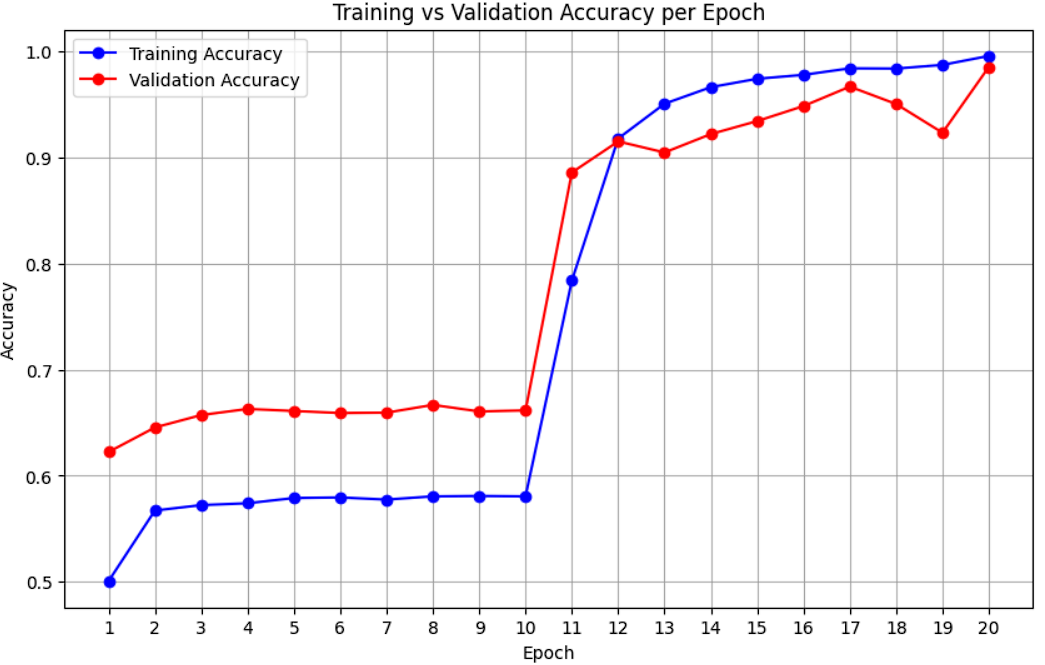 Training vs Validation Accuracy per Epoch
Training Accuracy
Validation Accuracy
Accuracy
1.0
0.9
0.8
0.7
0.6
0.5
1 2 3 4 5 6 7 8 9 10 11 12 13 14 15 16 17 18 19 20
Epoch